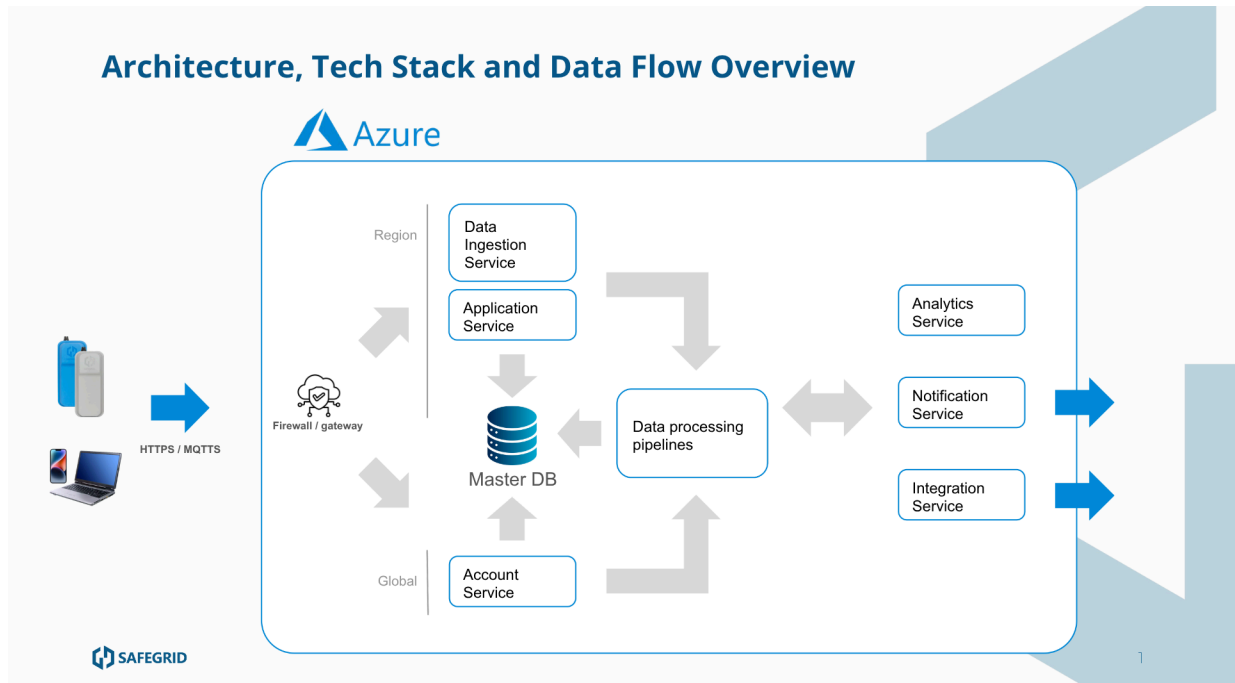 Architecture, Tech Stack and Data Flow Overview
Azure
Region
Data
Ingestion
Service
Application
Service
Analytics
Service
HTTPS / MQTTS
Firewall / gateway
Master DB
Data processing
pipelines
Notification
Service
Integration
Service
Global
Account
Service
SAFEGRID
1